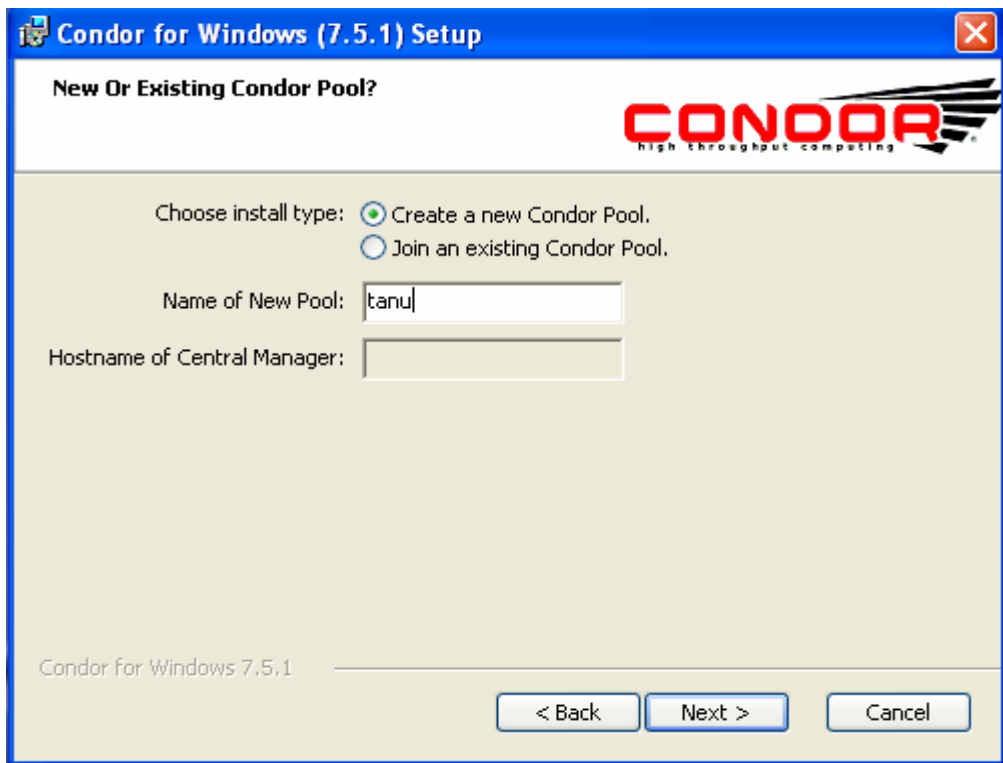 Condor for Windows (7.5.1) Setup
New Or Existing Condor Pool?
CONDOR
high throughput computing
Choose install type: Create a new Condor Pool.
Join an existing Condor Pool.
Name of New Pool: tanu
Hostname of Central Manager:
Condor for Windows 7.5.1
< Back Next > Cancel